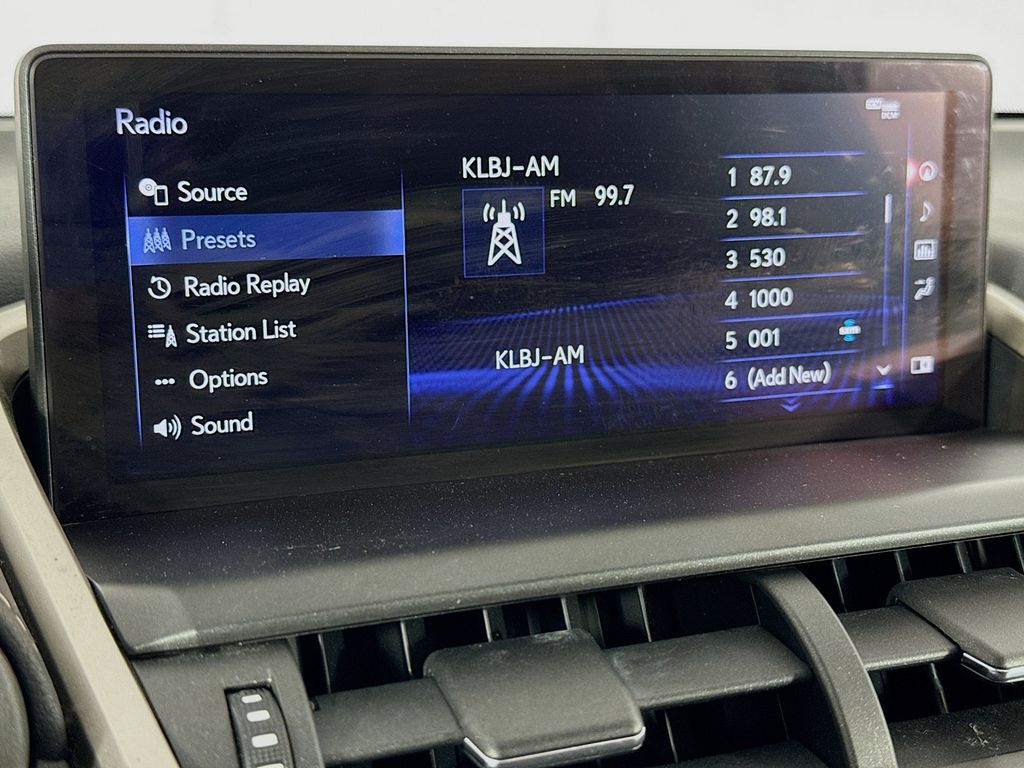 Radio
Source
Presets
Radio Replay
Station List
Options
Sound
KLBJ-AM
FM 99.7
KLBJ-AM
1 87.9
2 98.1
3 530
4 1000
5 001
6 (Add New)